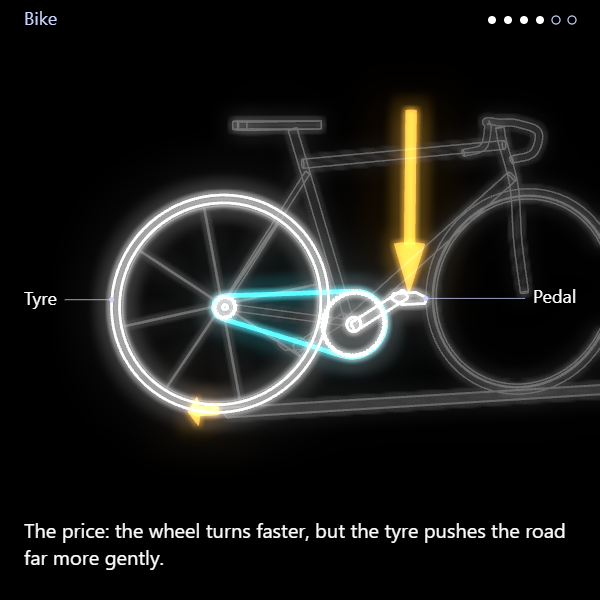 Bike
Tyre
Pedal
The price: the wheel turns faster, but the tyre pushes the road
far more gently.